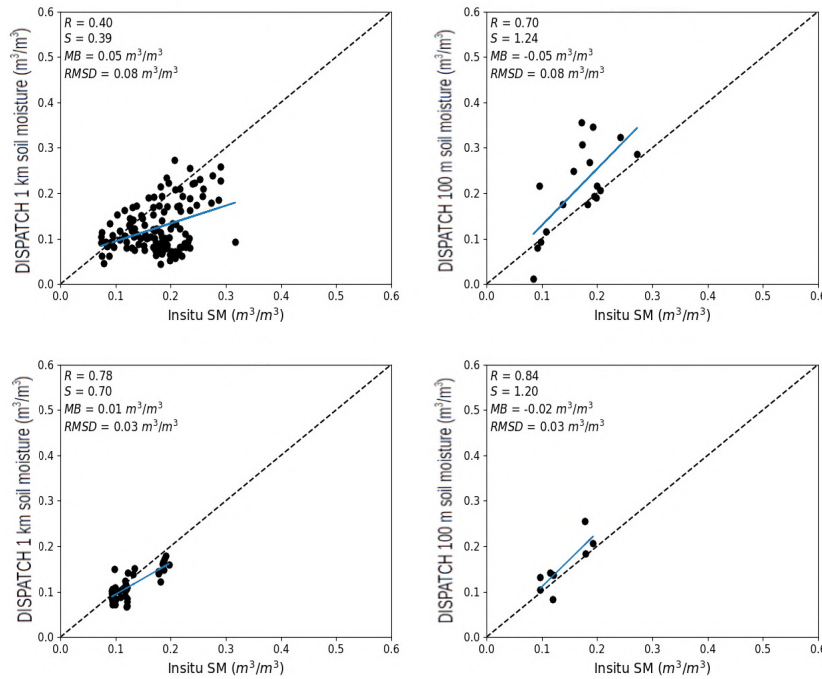 R = 0.40
S = 0.39
MB = 0.05 m³/m³
RMSD = 0.08 m³/m³
DISPATCH 1 km soil moisture (m³/m³)
0.6
0.5
0.4
0.3
0.2
0.1
0.0
0.0 0.1 0.2 0.3 0.4 0.5 0.6
Insitu SM (m³/m³)
R = 0.70
S = 1.24
MB = -0.05 m³/m³
RMSD = 0.08 m³/m³
DISPATCH 100 m soil moisture (m³/m³)
0.6
0.5
0.4
0.3
0.2
0.1
0.0
0.0 0.1 0.2 0.3 0.4 0.5 0.6
Insitu SM (m³/m³)
R = 0.78
S = 0.70
MB = 0.01 m³/m³
RMSD = 0.03 m³/m³
DISPATCH 1 km soil moisture (m³/m³)
0.6
0.5
0.4
0.3
0.2
0.1
0.0
0.0 0.1 0.2 0.3 0.4 0.5 0.6
Insitu SM (m³/m³)
R = 0.84
S = 1.20
MB = -0.02 m³/m³
RMSD = 0.03 m³/m³
DISPATCH 100 m soil moisture (m³/m³)
0.6
0.5
0.4
0.3
0.2
0.1
0.0
0.0 0.1 0.2 0.3 0.4 0.5 0.6
Insitu SM (m³/m³)